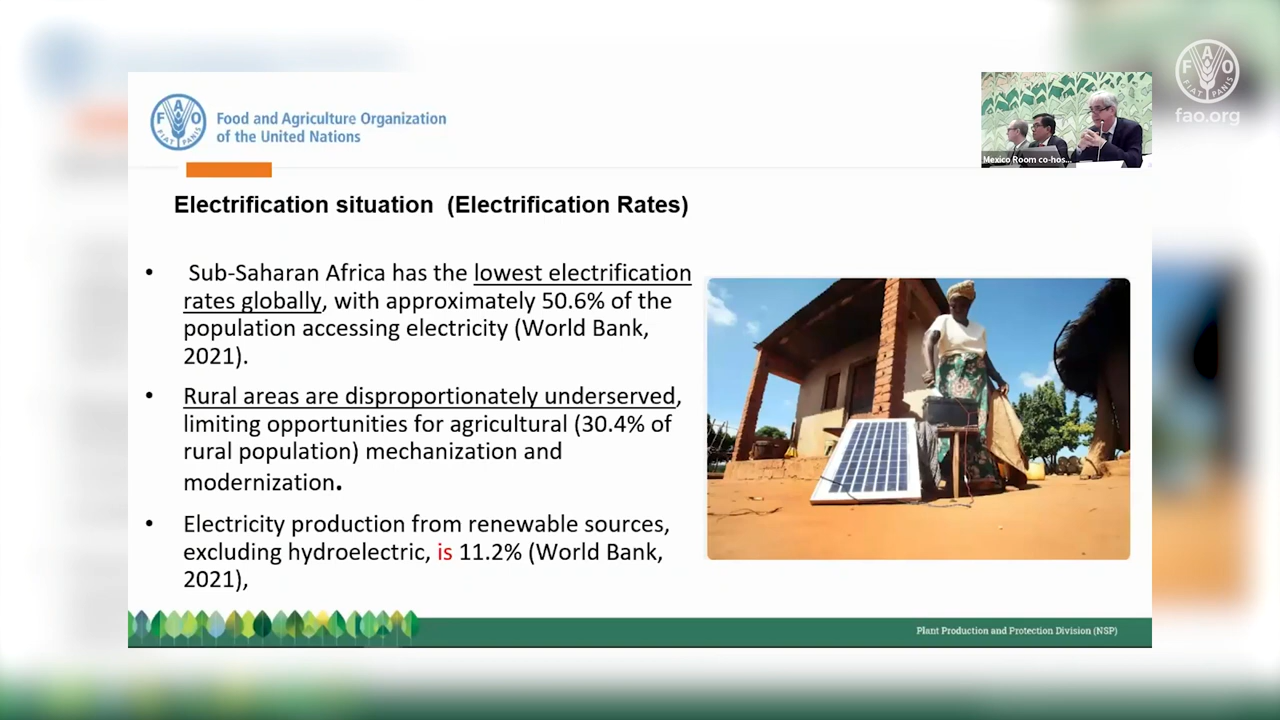 Food and Agriculture Organization
of the United Nations
F A O
FIAT PANIS
fao.org
Mexico Room co-hos...
Electrification situation (Electrification Rates)
• Sub-Saharan Africa has the lowest electrification
rates globally, with approximately 50.6% of the
population accessing electricity (World Bank,
2021).
• Rural areas are disproportionately underserved,
limiting opportunities for agricultural (30.4% of
rural population) mechanization and
modernization.
• Electricity production from renewable sources,
excluding hydroelectric, is 11.2% (World Bank,
2021),
Plant Production and Protection Division (NSP)